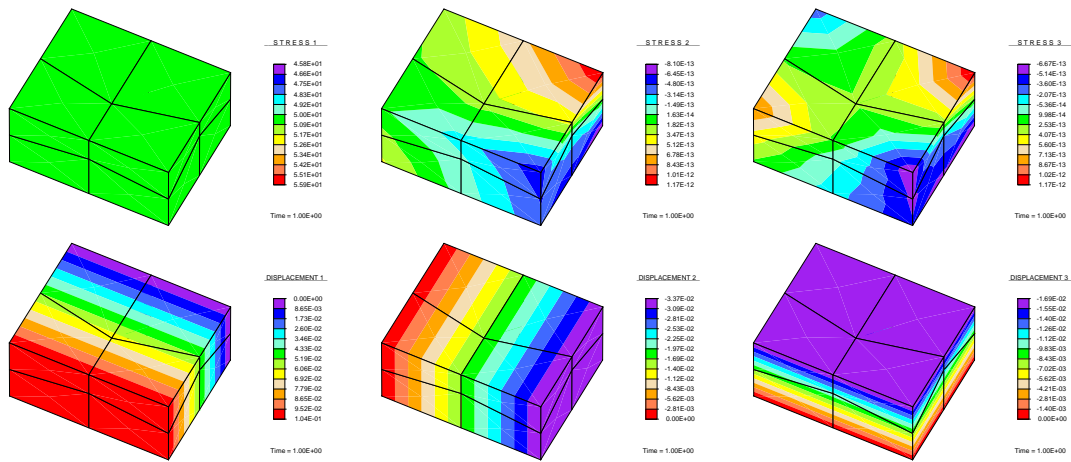 S T R E S S 1
4.58E+01
4.66E+01
4.75E+01
4.83E+01
4.92E+01
5.00E+01
5.09E+01
5.17E+01
5.26E+01
5.34E+01
5.42E+01
5.51E+01
5.59E+01
Time = 1.00E+00
S T R E S S 2
-8.10E-13
-6.45E-13
-4.80E-13
-3.14E-13
-1.49E-13
1.63E-14
1.82E-13
3.47E-13
5.12E-13
6.78E-13
8.43E-13
1.01E-12
1.17E-12
Time = 1.00E+00
S T R E S S 3
-6.67E-13
-5.14E-13
-3.60E-13
-2.07E-13
-5.36E-14
9.98E-14
2.53E-13
4.07E-13
5.60E-13
7.13E-13
8.67E-13
1.02E-12
1.17E-12
Time = 1.00E+00
DISPLACEMENT 1
0.00E+00
8.65E-03
1.73E-02
2.60E-02
3.46E-02
4.33E-02
5.19E-02
6.06E-02
6.92E-02
7.79E-02
8.65E-02
9.52E-02
1.04E-01
Time = 1.00E+00
DISPLACEMENT 2
-3.37E-02
-3.09E-02
-2.81E-02
-2.53E-02
-2.25E-02
-1.97E-02
-1.69E-02
-1.40E-02
-1.12E-02
-8.43E-03
-5.62E-03
-2.81E-03
0.00E+00
Time = 1.00E+00
DISPLACEMENT 3
-1.69E-02
-1.55E-02
-1.40E-02
-1.26E-02
-1.12E-02
-9.83E-03
-8.43E-03
-7.02E-03
-5.62E-03
-4.21E-03
-2.81E-03
-1.40E-03
0.00E+00
Time = 1.00E+00